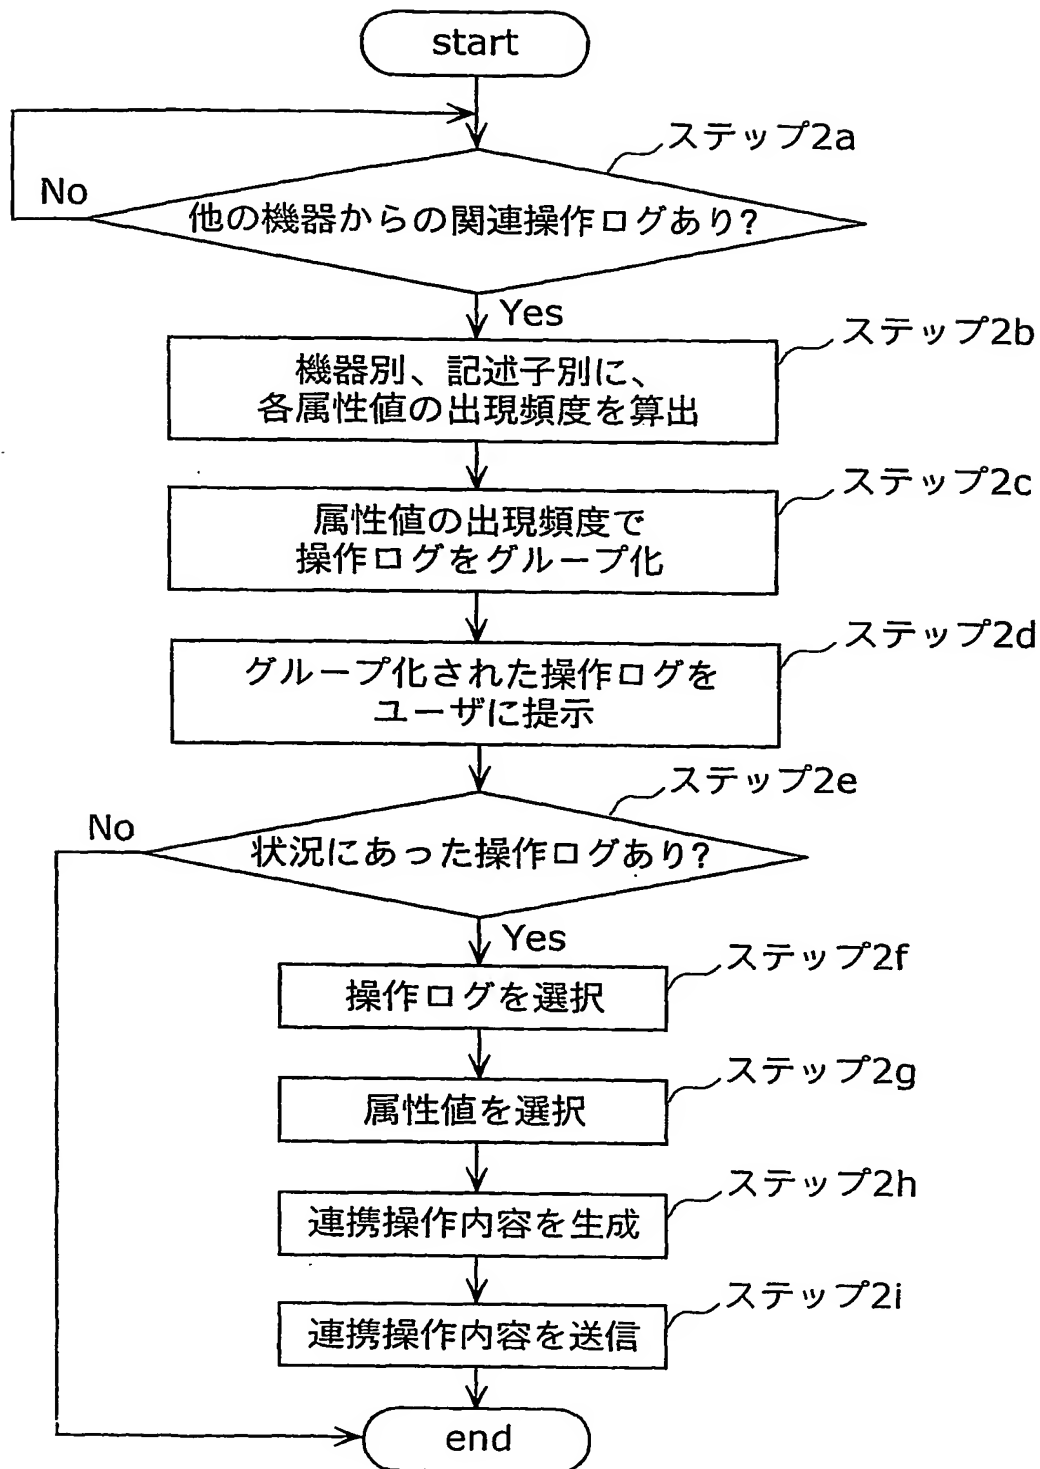 start
ステップ2a
No
他の機器からの関連操作ログあり?
Yes
ステップ2b
機器別、記述子別に、
各属性値の出現頻度を算出
ステップ2c
属性値の出現頻度で
操作ログをグループ化
ステップ2d
グループ化された操作ログを
ユーザに提示
ステップ2e
No
状況にあった操作ログあり?
Yes
ステップ2f
操作ログを選択
ステップ2g
属性値を選択
ステップ2h
連携操作内容を生成
ステップ2i
連携操作内容を送信
end